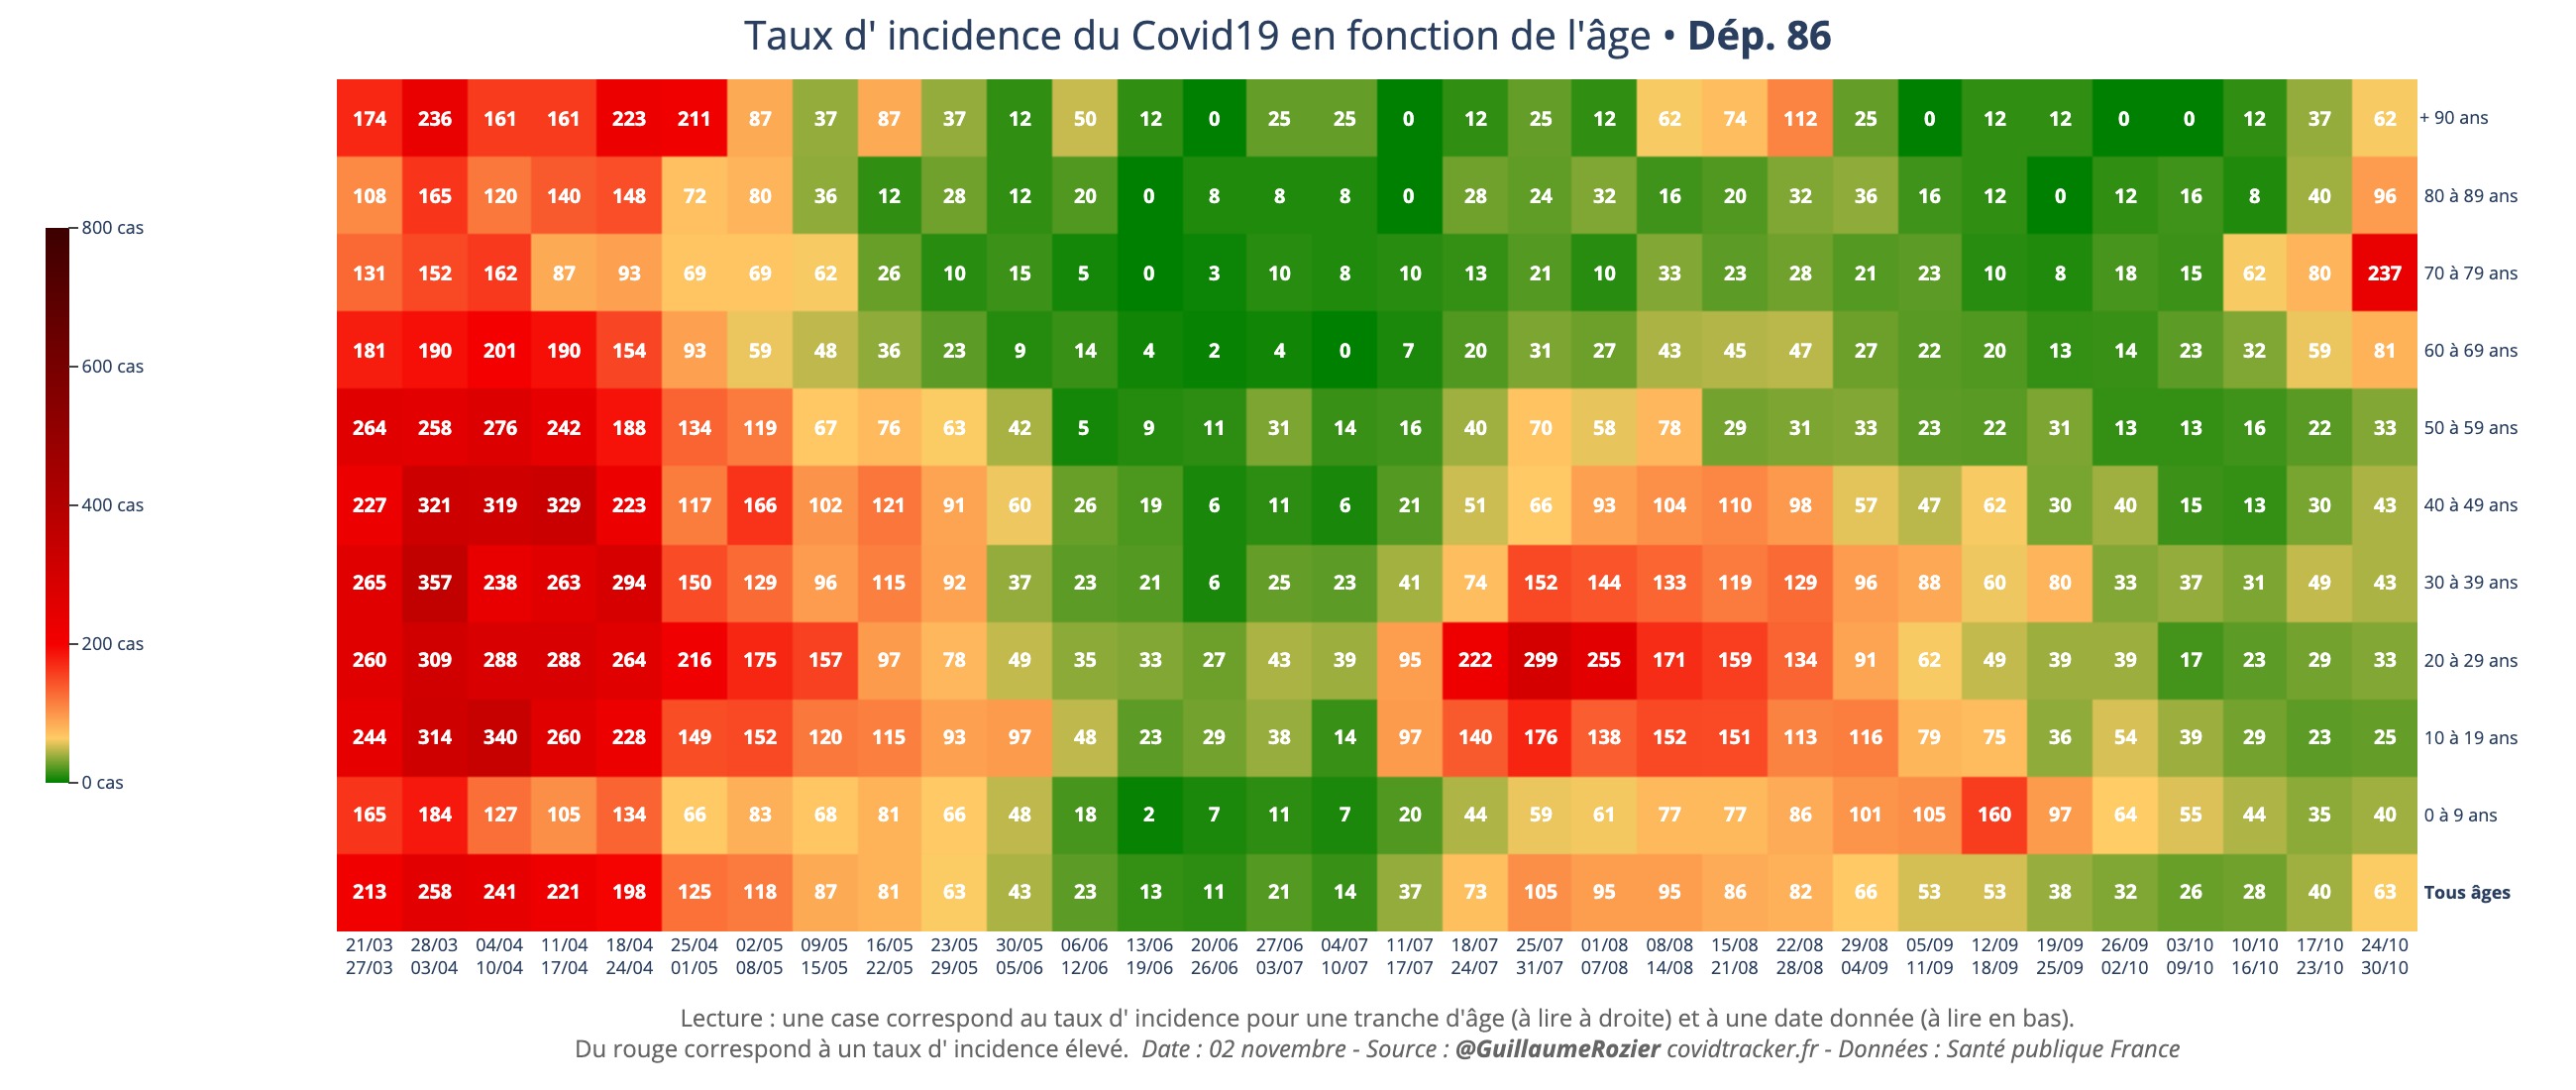 Taux d' incidence du Covid19 en fonction de l'âge • Dép. 86
800 cas
600 cas
400 cas
200 cas
0 cas
174 236 161 161 223 211 87 37 87 37 12 50 12 0 25 25 0 12 25 12 62 74 112 25 0 12 12 0 0 12 37 62 + 90 ans
108 165 120 140 148 72 80 36 12 28 12 20 0 8 8 8 0 28 24 32 16 20 32 36 16 12 0 12 16 8 40 96 80 à 89 ans
131 152 162 87 93 69 69 62 26 10 15 5 0 3 10 8 10 13 21 10 33 23 28 21 23 10 8 18 15 62 80 237 70 à 79 ans
181 190 201 190 154 93 59 48 36 23 9 14 4 2 4 0 7 20 31 27 43 45 47 27 22 20 13 14 23 32 59 81 60 à 69 ans
264 258 276 242 188 134 119 67 76 63 42 5 9 11 31 14 16 40 70 58 78 29 31 33 23 22 31 13 13 16 22 33 50 à 59 ans
227 321 319 329 223 117 166 102 121 91 60 26 19 6 11 6 21 51 66 93 104 110 98 57 47 62 30 40 15 13 30 43 40 à 49 ans
265 357 238 263 294 150 129 96 115 92 37 23 21 6 25 23 41 74 152 144 133 119 129 96 88 60 80 33 37 31 49 43 30 à 39 ans
260 309 288 288 264 216 175 157 97 78 49 35 33 27 43 39 95 222 299 255 171 159 134 91 62 49 39 39 17 23 29 33 20 à 29 ans
244 314 340 260 228 149 152 120 115 93 97 48 23 29 38 14 97 140 176 138 152 151 113 116 79 75 36 54 39 29 23 25 10 à 19 ans
165 184 127 105 134 66 83 68 81 66 48 18 2 7 11 7 20 44 59 61 77 77 86 101 105 160 97 64 55 44 35 40 0 à 9 ans
213 258 241 221 198 125 118 87 81 63 43 23 13 11 21 14 37 73 105 95 95 86 82 66 53 53 38 32 26 28 40 63 Tous âges
21/03 28/03 04/04 11/04 18/04 25/04 02/05 09/05 16/05 23/05 30/05 06/06 13/06 20/06 27/06 04/07 11/07 18/07 25/07 01/08 08/08 15/08 22/08 29/08 05/09 12/09 19/09 26/09 03/10 10/10 17/10 24/10
27/03 03/04 10/04 17/04 24/04 01/05 08/05 15/05 22/05 29/05 05/06 12/06 19/06 26/06 03/07 10/07 17/07 24/07 31/07 07/08 14/08 21/08 28/08 04/09 11/09 18/09 25/09 02/10 09/10 16/10 23/10 30/10
Lecture : une case correspond au taux d' incidence pour une tranche d'âge (à lire à droite) et à une date donnée (à lire en bas).
Du rouge correspond à un taux d' incidence élevé. Date : 02 novembre - Source : @GuillaumeRozier covidtracker.fr - Données : Santé publique France